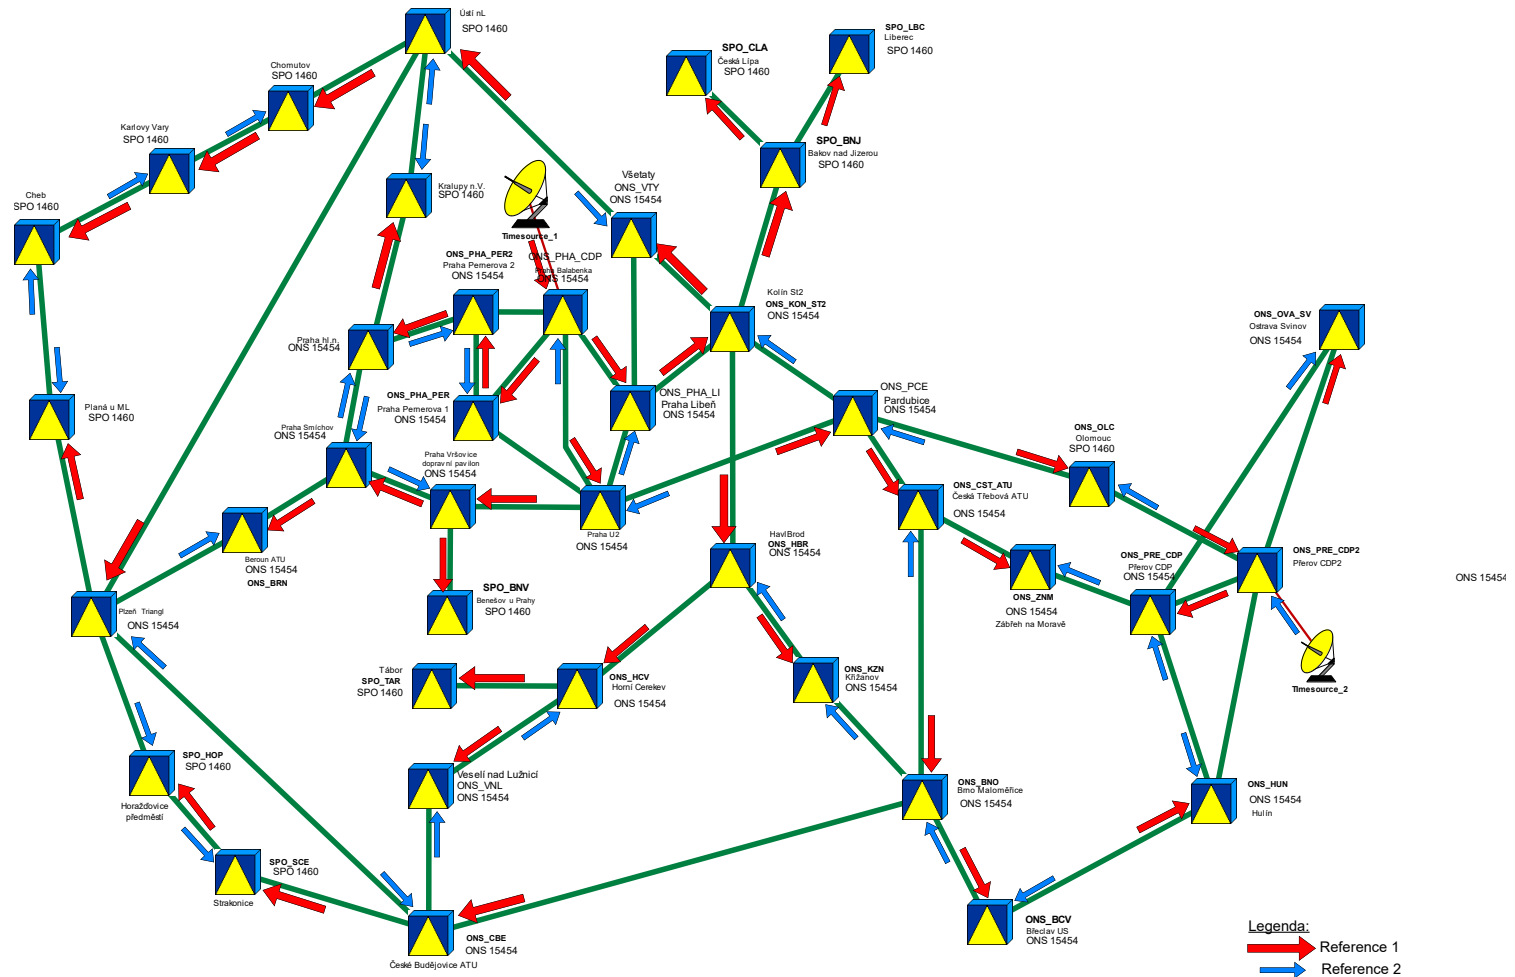 Ústí nL
SPO 1460
Chomutov
SPO 1460
Karlovy Vary
SPO 1460
Cheb
SPO 1460
Kralupy n.V.
SPO 1460
SPO_CLA
Česká Lípa
SPO 1460
SPO_LBC
Liberec
SPO 1460
SPO_BNJ
Bakov nad Jizerou
SPO 1460
Všetaty
ONS_VTY
ONS 15454
Timesource_1
ONS_PHA_CDP
Praha Balabenka
ONS 15454
ONS_PHA_PER2
Praha Pernerova 2
ONS 15454
Kolín St2
ONS_KON_ST2
ONS 15454
ONS_OVA_SV
Ostrava Svinov
ONS 15454
Praha hl.n.
ONS 15454
ONS_PHA_PER
Praha Pernerova 1
ONS 15454
ONS_PHA_LI
Praha Libeň
ONS 15454
ONS_PCE
Pardubice
ONS 15454
Planá u ML
SPO 1460
Praha Smíchov
ONS 15454
Praha Vršovice
dopravní pavilon
ONS 15454
ONS_OLC
Olomouc
SPO 1460
ONS_CST_ATU
Česká Třebová ATU
ONS 15454
Praha U2
ONS 15454
HavlBrod
ONS_HBR
ONS 15454
Beroun ATU
ONS 15454
ONS_BRN
ONS_PRE_CDP
Přerov CDP
ONS 15454
ONS_PRE_CDP2
Přerov CDP2
ONS 15454
ONS_ZNM
ONS 15454
Zábřeh na Moravě
SPO_BNV
Benešov u Prahy
SPO 1460
Plzeň Triangl
ONS 15454
Timesource_2
Tábor
SPO_TAR
SPO 1460
ONS_HCV
Horní Cerekev
ONS 15454
ONS_KZN
Křižanov
ONS 15454
SPO_HOP
SPO 1460
Horažďovice
předměstí
Veselí nad Lužnicí
ONS_VNL
ONS 15454
ONS_BNO
Brno Maloměřice
ONS 15454
ONS_HUN
ONS 15454
Hulín
SPO_SCE
SPO 1460
Strakonice
ONS_CBE
ONS 15454
České Budějovice ATU
ONS_BCV
Břeclav US
ONS 15454
Legenda:
Reference 1
Reference 2